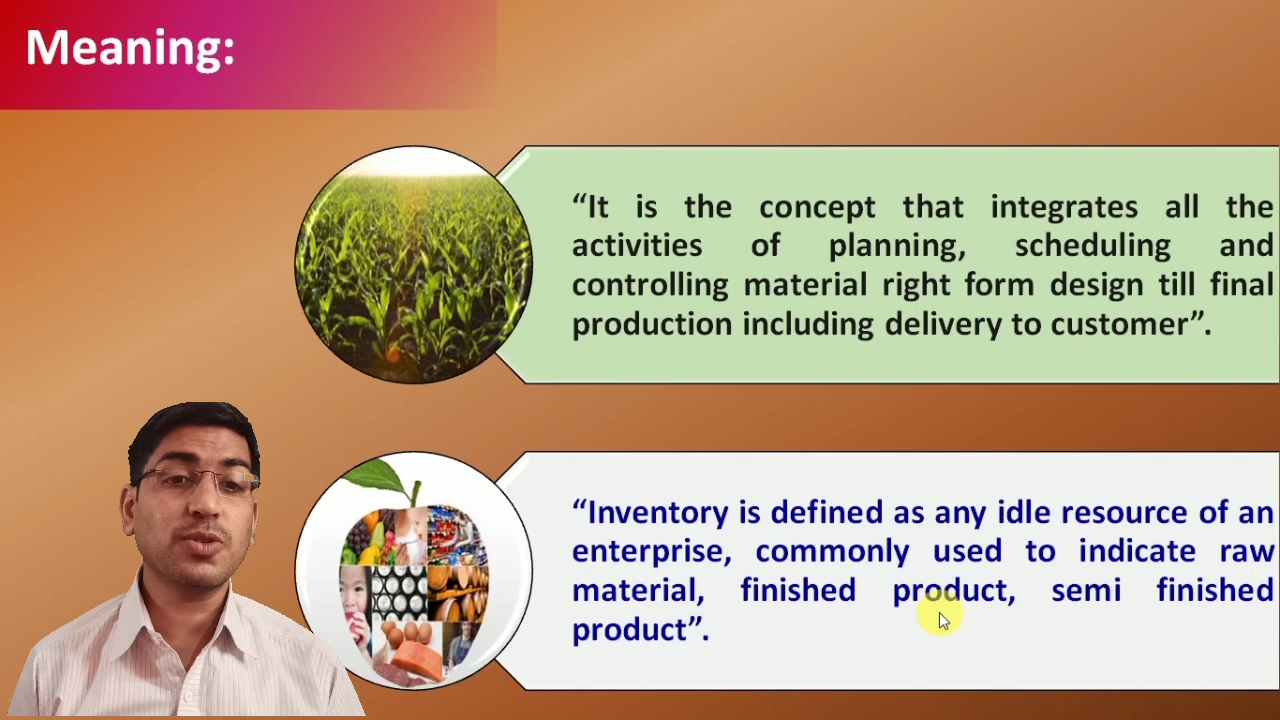 Meaning:
“It is the concept that integrates all the
activities of planning, scheduling and
controlling material right form design till final
production including delivery to customer”.
“Inventory is defined as any idle resource of an
enterprise, commonly used to indicate raw
material, finished product, semi finished
product”.